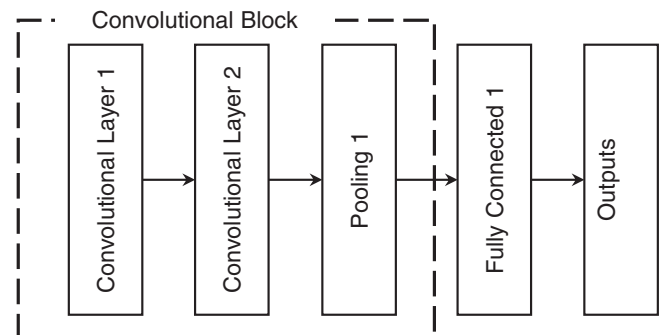 Convolutional Block
Convolutional Layer 1
Convolutional Layer 2
Pooling 1
Fully Connected 1
Outputs